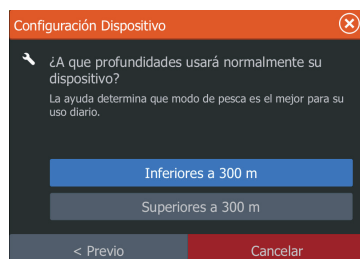 Configuración Dispositivo
¿A que profundidades usará normalmente su
dispositivo?
La ayuda determina que modo de pesca es el mejor para su
uso diario.
Inferiores a 300 m
Superiores a 300 m
< Previo
Cancelar